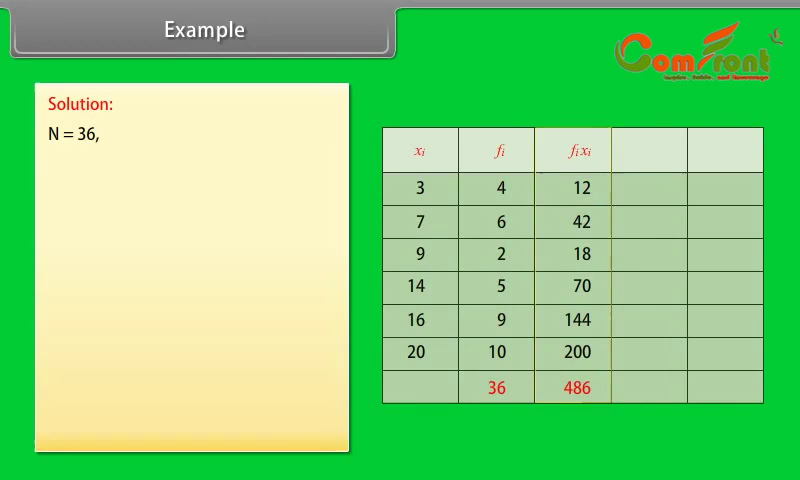 Example
Comfront
Solution:
N = 36,
xᵢ fᵢ fᵢxᵢ
3 4 12
7 6 42
9 2 18
14 5 70
16 9 144
20 10 200
36 486